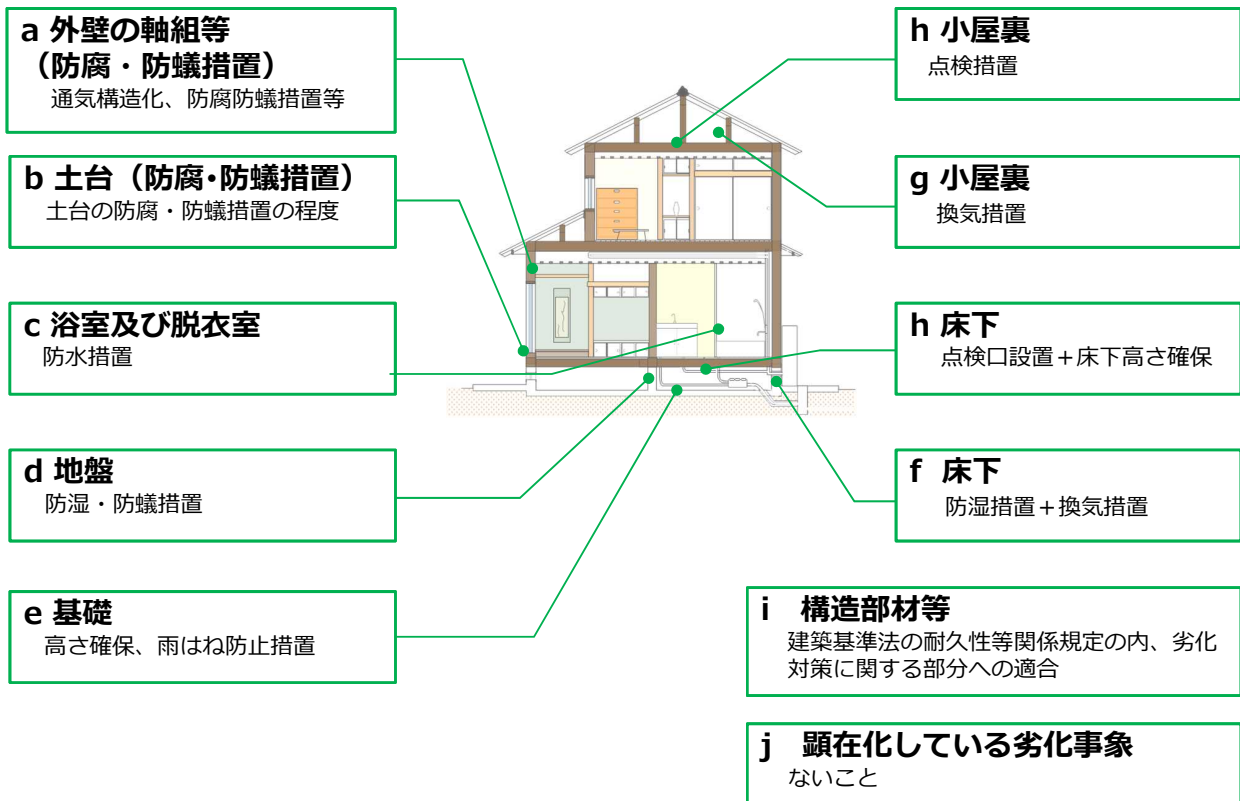 a 外壁の軸組等
（防腐・防蟻措置）
通気構造化、防腐防蟻措置等
b 土台（防腐・防蟻措置）
土台の防腐・防蟻措置の程度
c 浴室及び脱衣室
防水措置
d 地盤
防湿・防蟻措置
e 基礎
高さ確保、雨はね防止措置
h 小屋裏
点検措置
g 小屋裏
換気措置
h 床下
点検口設置＋床下高さ確保
f 床下
防湿措置＋換気措置
i 構造部材等
建築基準法の耐久性等関係規定の内、劣化
対策に関する部分への適合
j 顕在化している劣化事象
ないこと